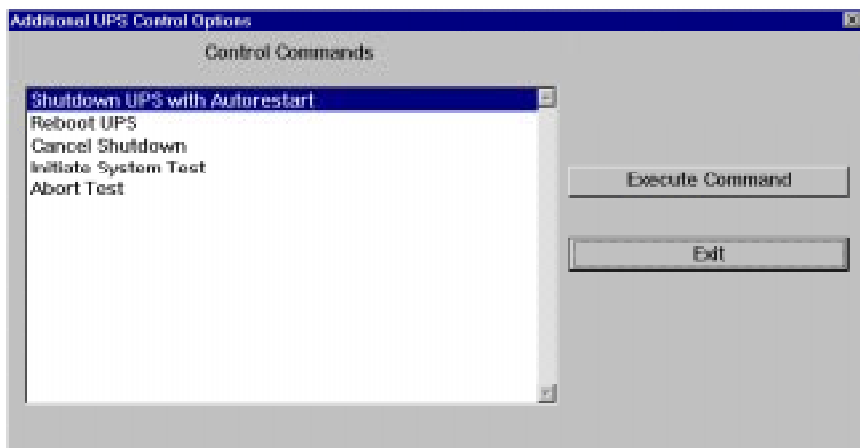 Additional UPS Control Options
Control Commands
Shutdown UPS with Autorestart
Reboot UPS
Cancel Shutdown
Initiate System Test
Abort Test
Execute Command
Exit